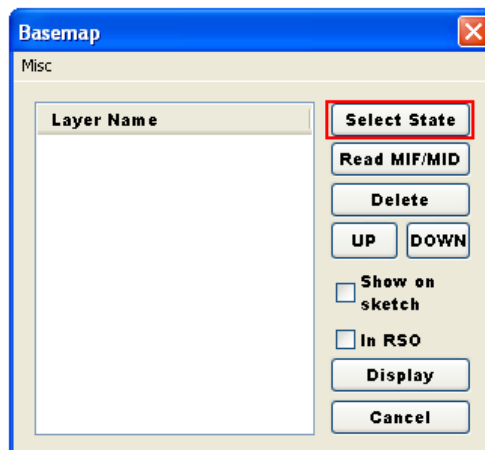 Basemap
Misc
Layer Name
Select State
Read MIF/MID
Delete
UP DOWN
Show on
sketch
In RSO
Display
Cancel